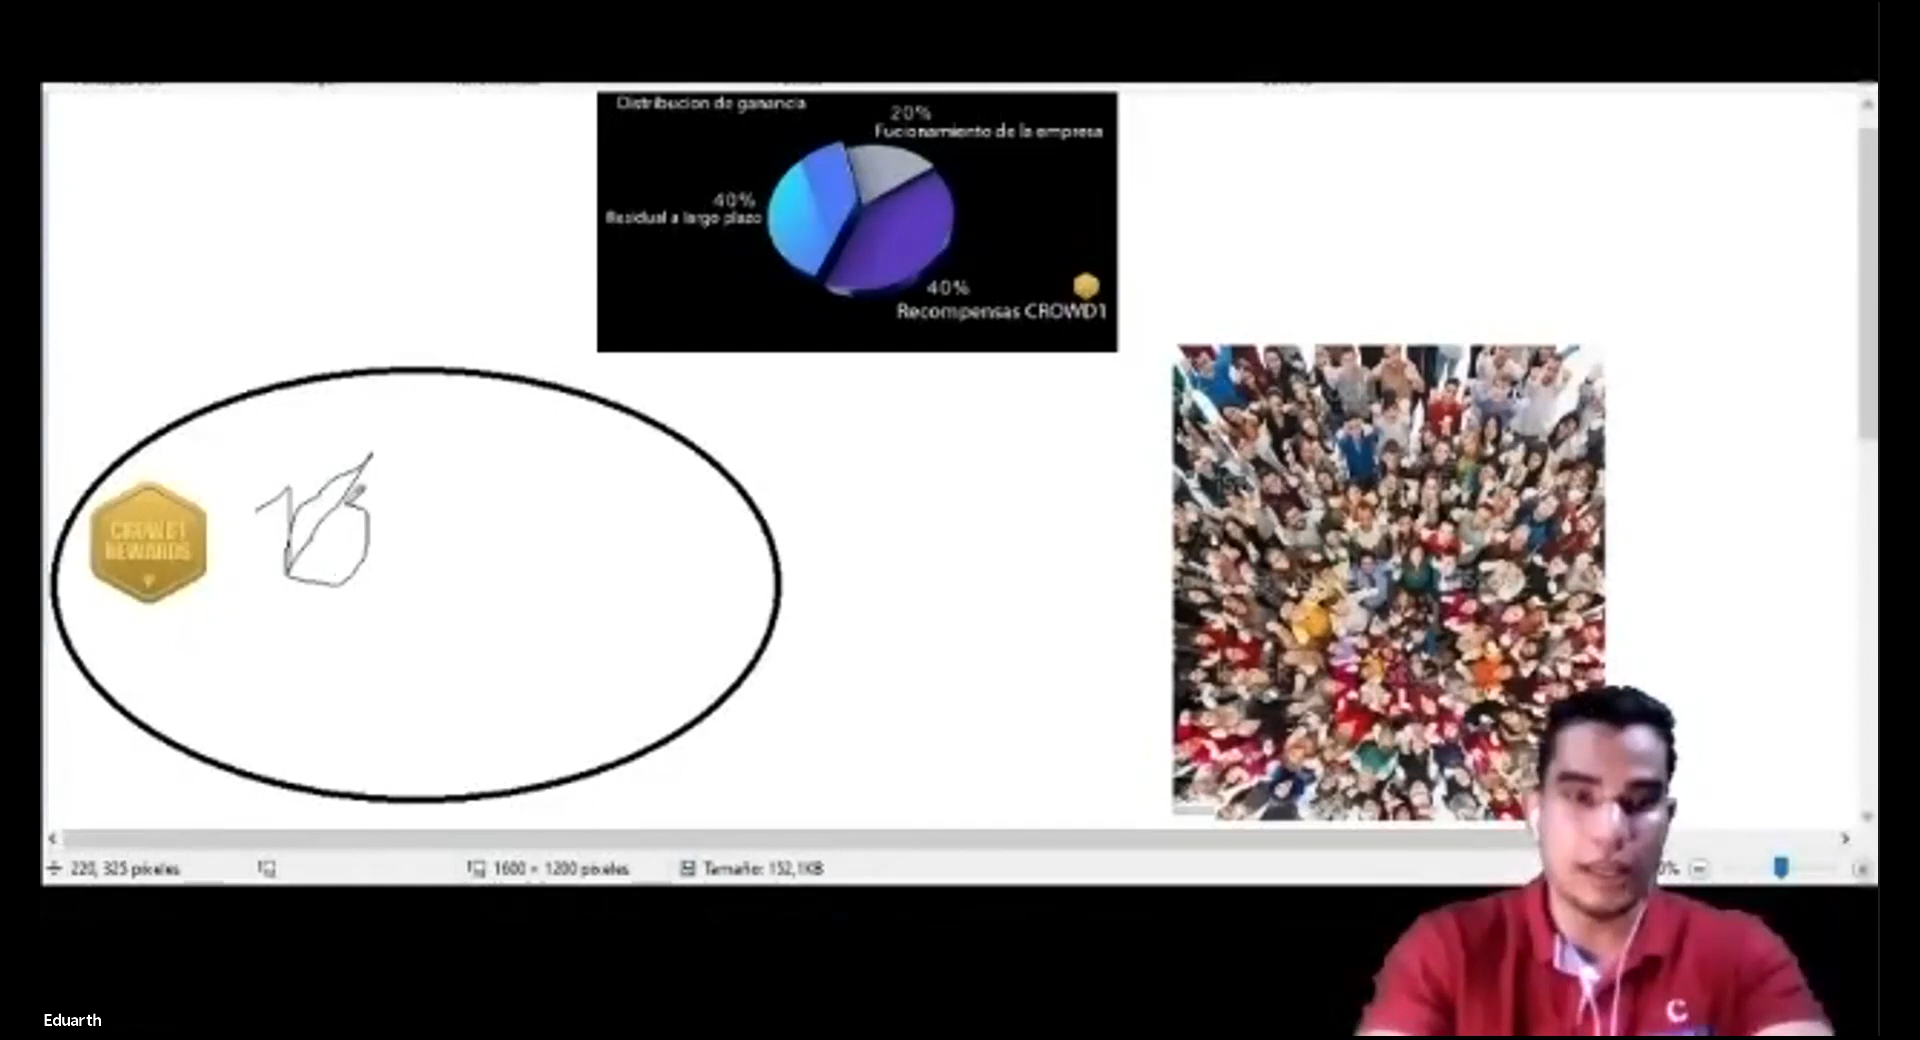 Distribucion de ganancia
20%
Fucionamiento de la empresa
40%
Residual a largo plazo
40%
Recompensas CROWD1
CROWD1
REWARDS
220, 325 píxeles
1600 × 1200 píxeles
Tamaño: 152,1KB
C
Eduarth